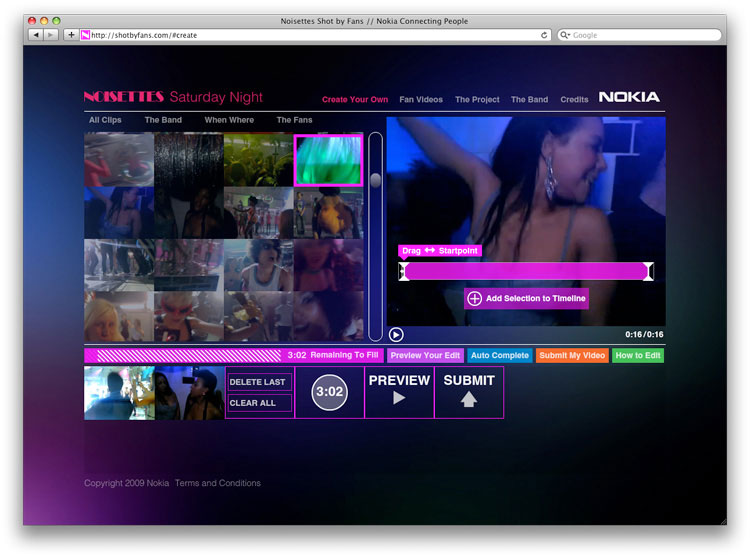 Noisettes Shot by Fans // Nokia Connecting People
http://shotbyfans.com/#create
Google
NOISETTES Saturday Night
Create Your Own Fan Videos The Project The Band Credits NOKIA
All Clips The Band When Where The Fans
Drag Startpoint
Add Selection to Timeline
0:16/0:16
3:02 Remaining To Fill Preview Your Edit Auto Complete Submit My Video How to Edit
DELETE LAST
CLEAR ALL
3:02
PREVIEW
SUBMIT
Copyright 2009 Nokia Terms and Conditions